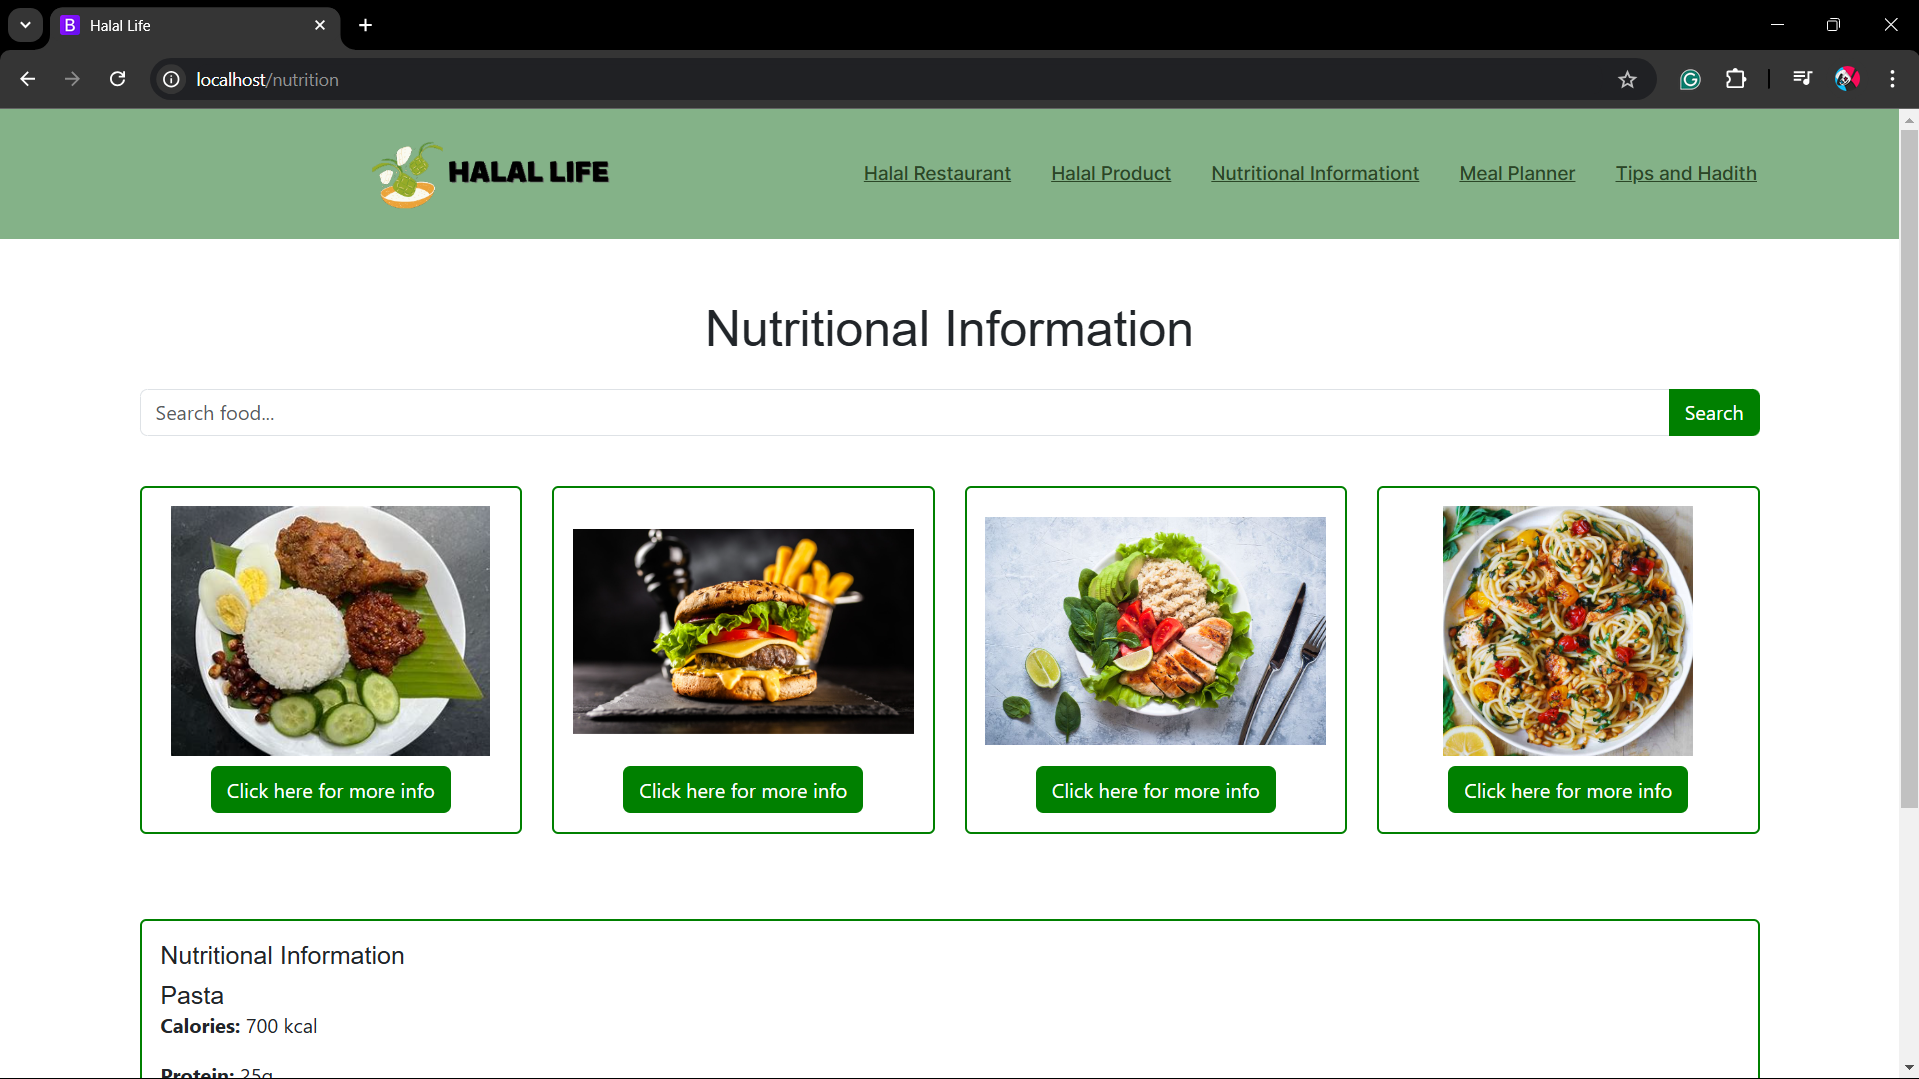 B Halal Life
localhost/nutrition
HALAL LIFE
Halal Restaurant Halal Product Nutritional Informationt Meal Planner Tips and Hadith
Nutritional Information
Search food... Search
Click here for more info Click here for more info Click here for more info Click here for more info
Nutritional Information
Pasta
Calories: 700 kcal
Protein: 25g